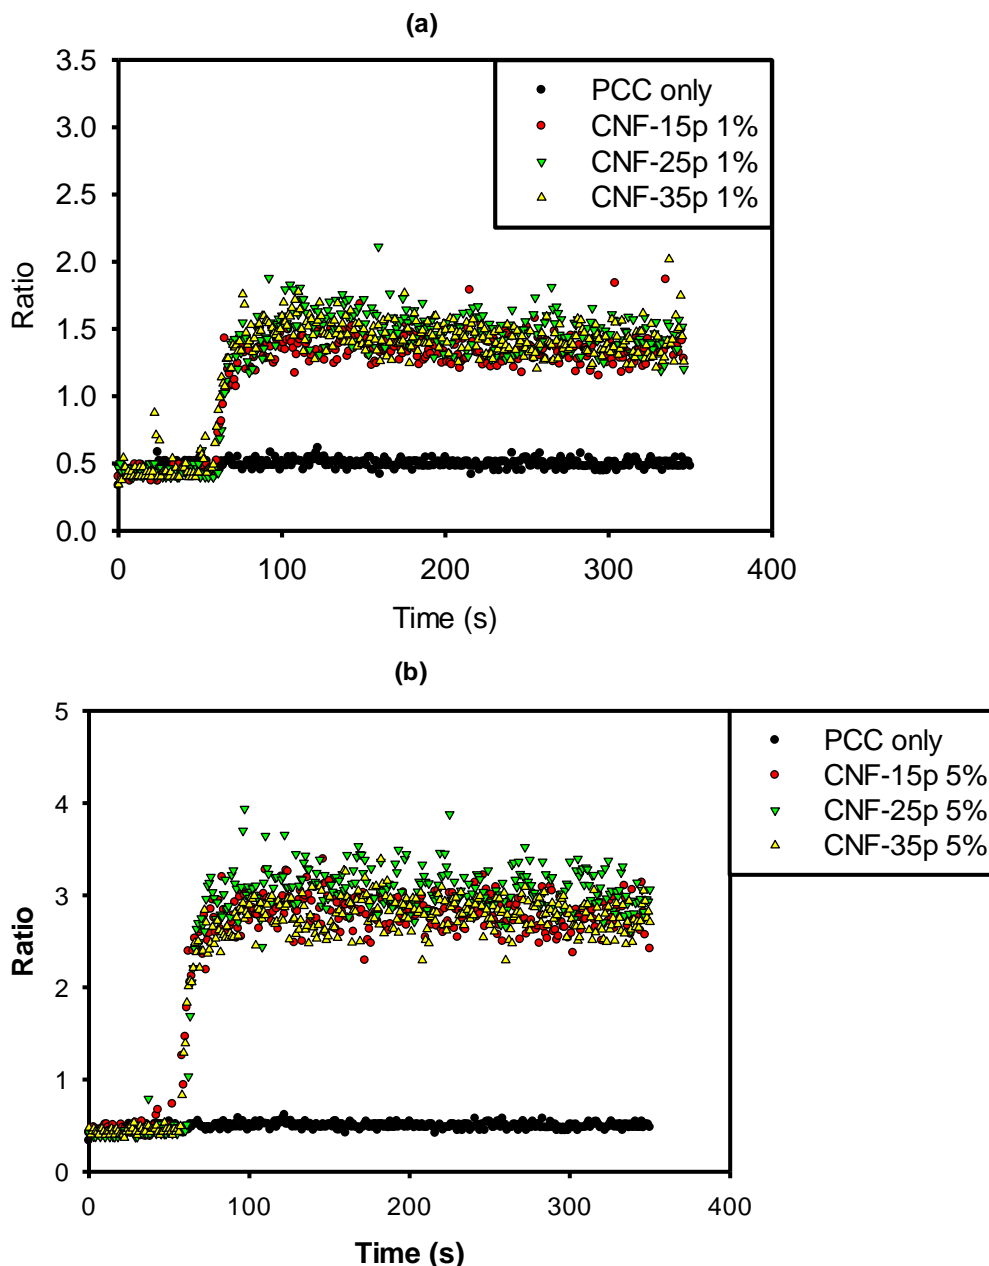 (a)
3.5
3.0
2.5
2.0
1.5
1.0
0.5
0.0
Ratio
PCC only
CNF-15p 1%
CNF-25p 1%
CNF-35p 1%
0 100 200 300 400
Time (s)
(b)
5
4
3
2
1
0
Ratio
PCC only
CNF-15p 5%
CNF-25p 5%
CNF-35p 5%
0 100 200 300 400
Time (s)